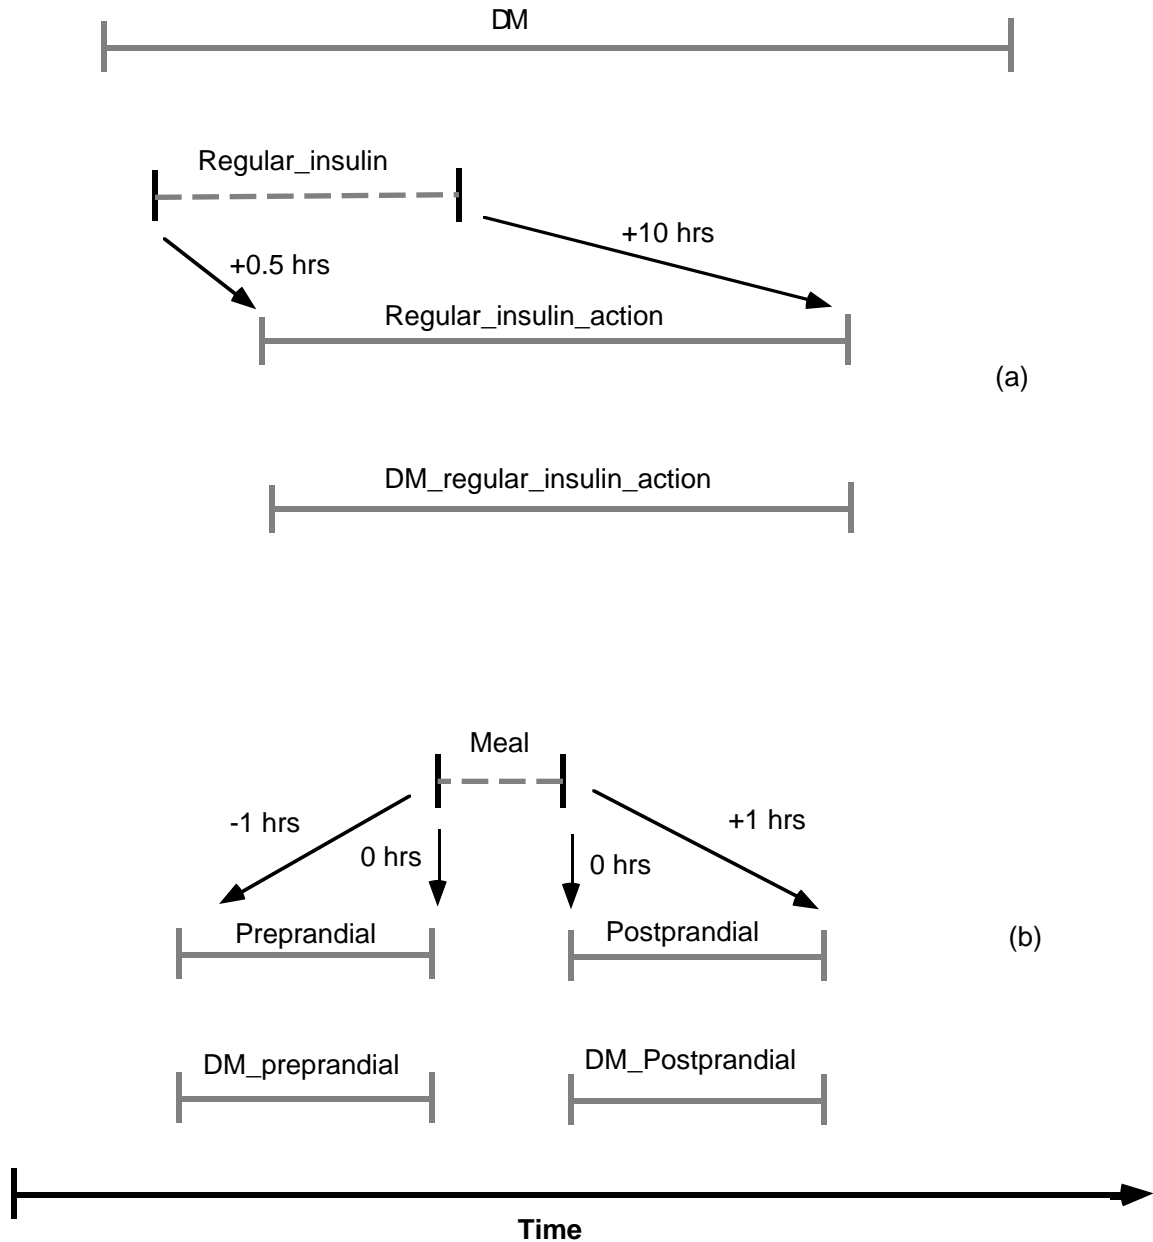 DM
Regular_insulin
+10 hrs
+0.5 hrs
Regular_insulin_action
(a)
DM_regular_insulin_action
Meal
-1 hrs
+1 hrs
0 hrs
0 hrs
Preprandial
Postprandial
(b)
DM_preprandial
DM_Postprandial
Time